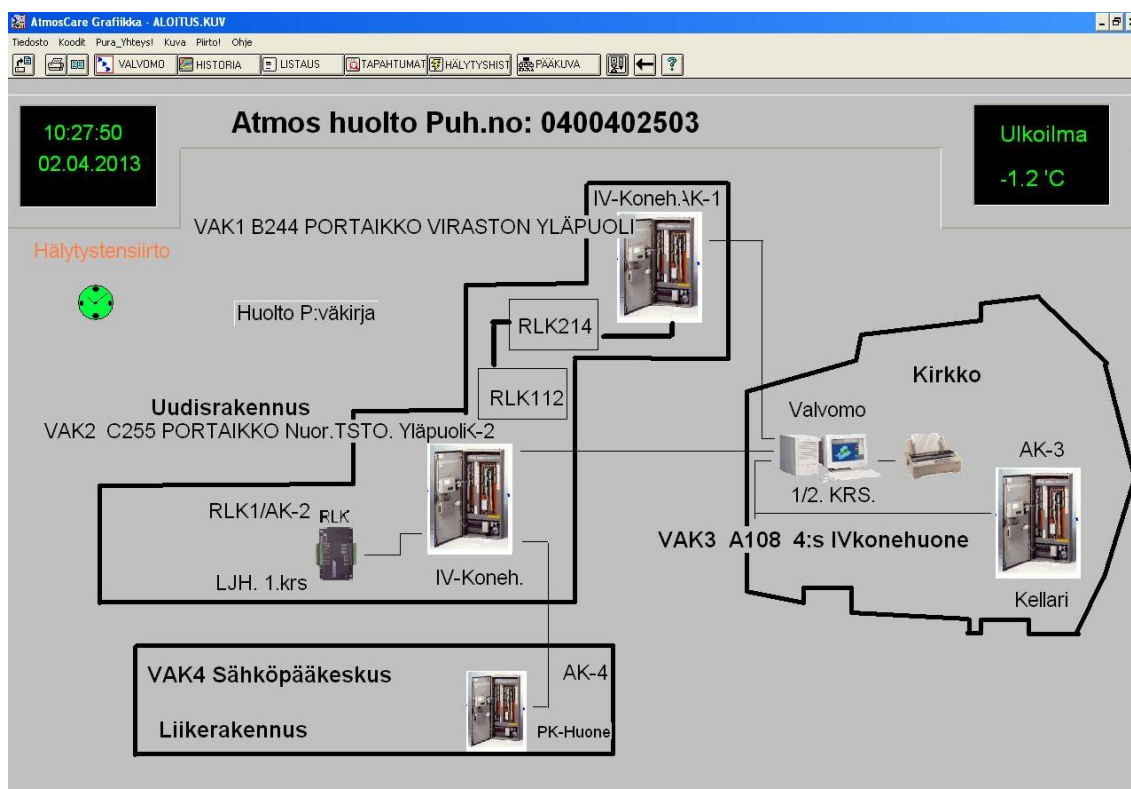 AtmosCare Grafiikka - ALOITUS.KUV
Tiedosto Koodit Pura_Yhteys! Kuva Piirto! Ohje
VALVOMO HISTORIA LISTAUS TAPAHTUMAT HÄLYTYSHIST PÄÄKUVA
10:27:50
02.04.2013
Atmos huolto Puh.no: 0400402503
Ulkoilma
-1.2 'C
IV-Koneh. AK-1
VAK1 B244 PORTAIKKO VIRASTON YLÄPUOLI
Hälytystensiirto
Huolto P:väkirja
RLK214
RLK112
Kirkko
Uudisrakennus
Valvomo
VAK2 C255 PORTAIKKO Nuor.TSTO. YläpuoliK-2
AK-3
1/2. KRS.
RLK1/AK-2 RLK
VAK3 A108 4:s IVkonehuone
LJH. 1.krs
IV-Koneh.
Kellari
VAK4 Sähköpääkeskus
AK-4
Liikerakennus
PK-Huone